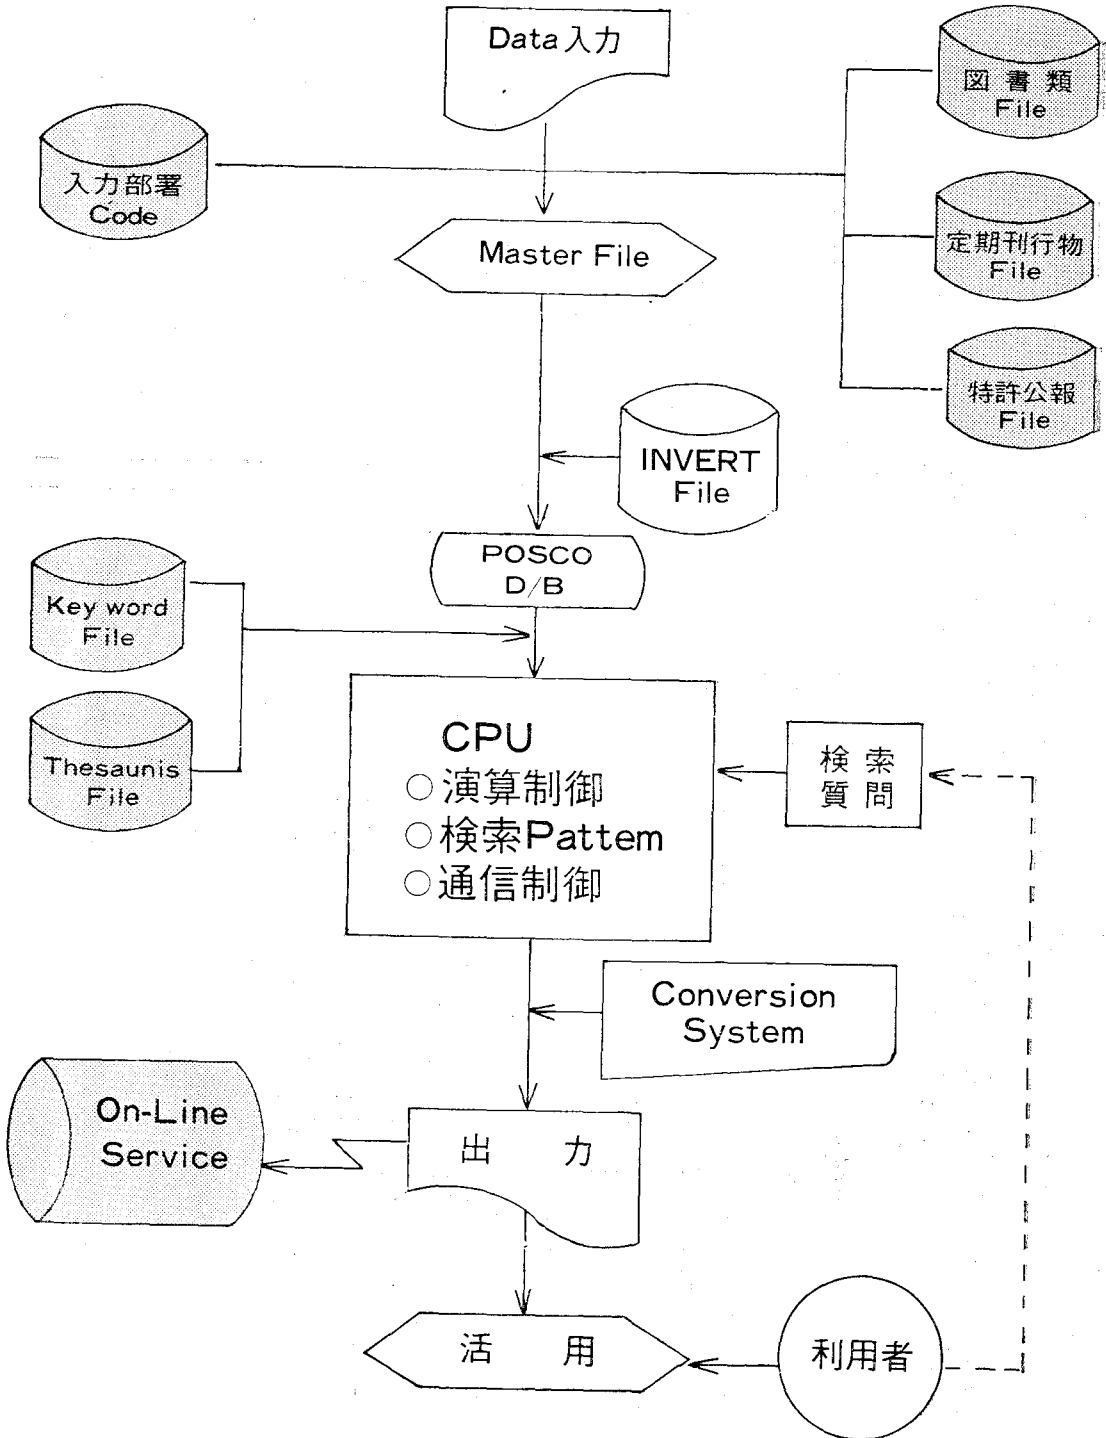 Data入力
図書類
File
入力部署
Code
定期刊行物
File
Master File
特許公報
File
INVERT
File
POSCO
D/B
Key word
File
Thesaunis
File
CPU
○演算制御
○検索Pattem
○通信制御
検索
質問
Conversion
System
On-Line
Service
出力
活用
利用者